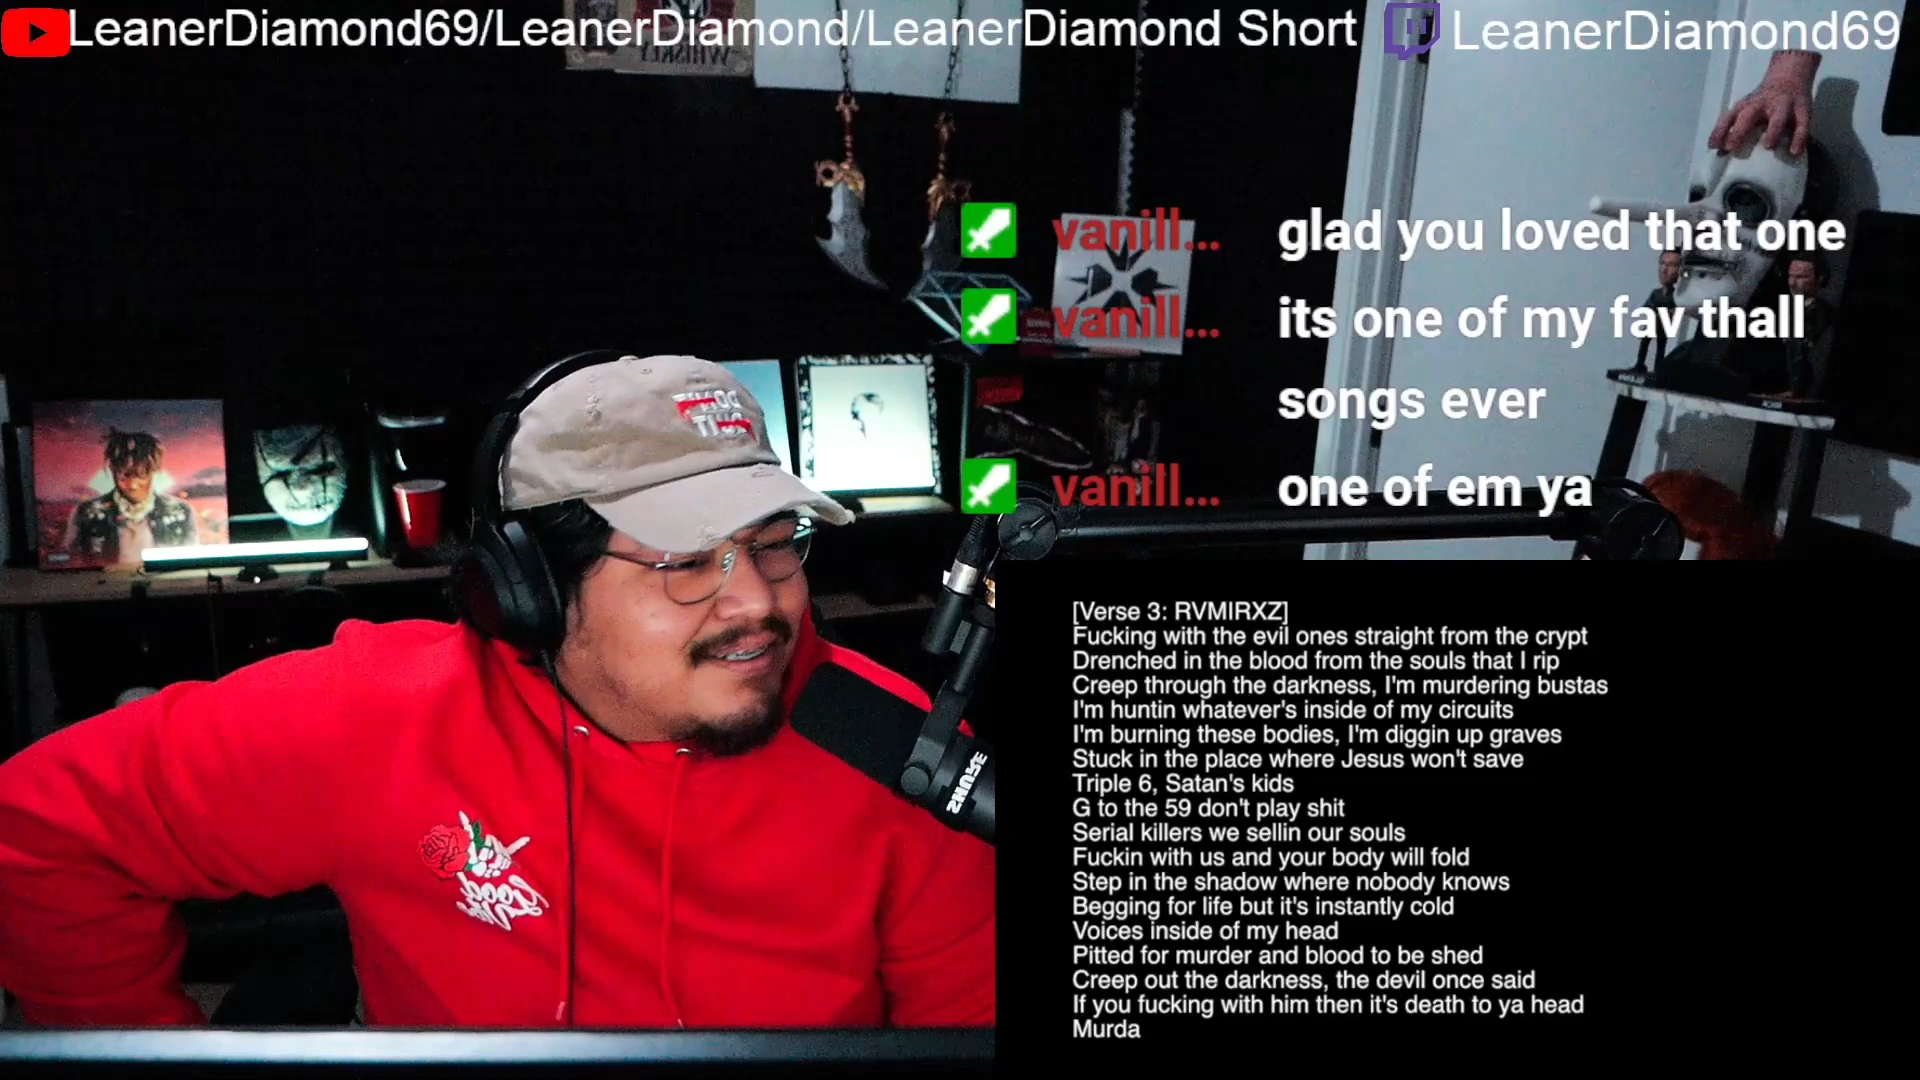 LeanerDiamond69/LeanerDiamond/LeanerDiamond Short
LeanerDiamond69
WHISKEY
vanill... glad you loved that one
vanill... its one of my fav thall
songs ever
vanill... one of em ya
SHURE
Good
[Verse 3: RVMIRXZ]
Fucking with the evil ones straight from the crypt
Drenched in the blood from the souls that I rip
Creep through the darkness, I'm murdering bustas
I'm huntin whatever's inside of my circuits
I'm burning these bodies, I'm diggin up graves
Stuck in the place where Jesus won't save
Triple 6, Satan's kids
G to the 59 don't play shit
Serial killers we sellin our souls
Fuckin with us and your body will fold
Step in the shadow where nobody knows
Begging for life but it's instantly cold
Voices inside of my head
Pitted for murder and blood to be shed
Creep out the darkness, the devil once said
If you fucking with him then it's death to ya head
Murda